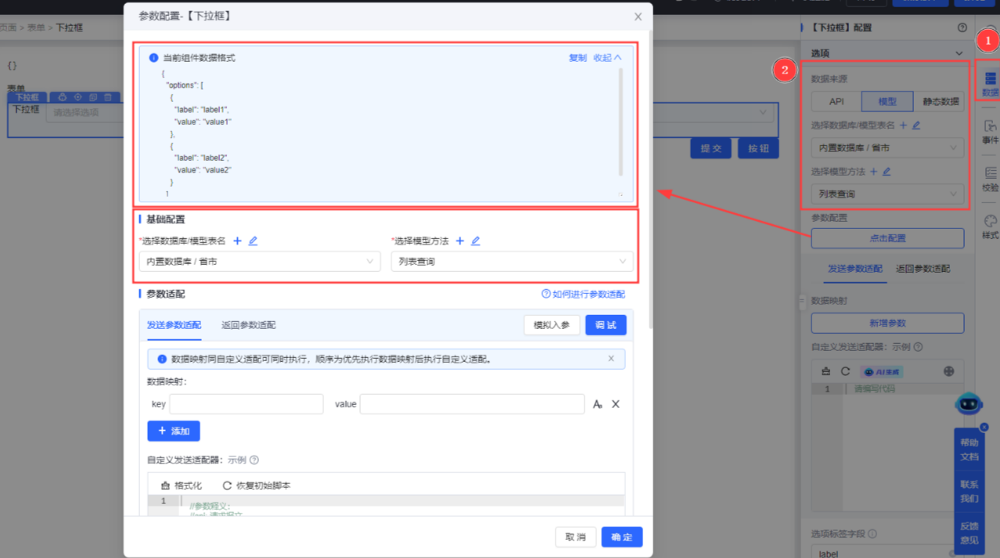 参数配置-【下拉框】
页面 > 表单 > 下拉框
{}
表单
下拉框
下拉框
请选择选项
提 交
按 钮
当前组件数据格式
复制 收起
{
"options": [
{
"label": "label1",
"value": "value1"
},
{
"label": "label2",
"value": "value2"
}
]
基础配置
*选择数据库/模型表名
*选择模型方法
内置数据库 / 省市
列表查询
参数适配
如何进行参数适配
发送参数适配
返回参数适配
模拟入参
调 试
数据映射同自定义适配可同时执行，顺序为优先执行数据映射后执行自定义适配。
数据映射：
key
value
+ 添加
自定义发送适配器：示例
格式化
恢复初始脚本
1
//参数释义：
取 消
确 定
【下拉框】配置
1
选项
2
数据来源
API
模型
静态数据
选择数据库/模型表名
内置数据库 / 省市
选择模型方法
列表查询
参数配置
点击配置
发送参数适配
返回参数适配
数据映射
新增参数
自定义发送适配器：示例
1
请编写代码
选项标签字段
label
数据
事件
校验
样式
帮助
文档
联系
我们
反馈
意见